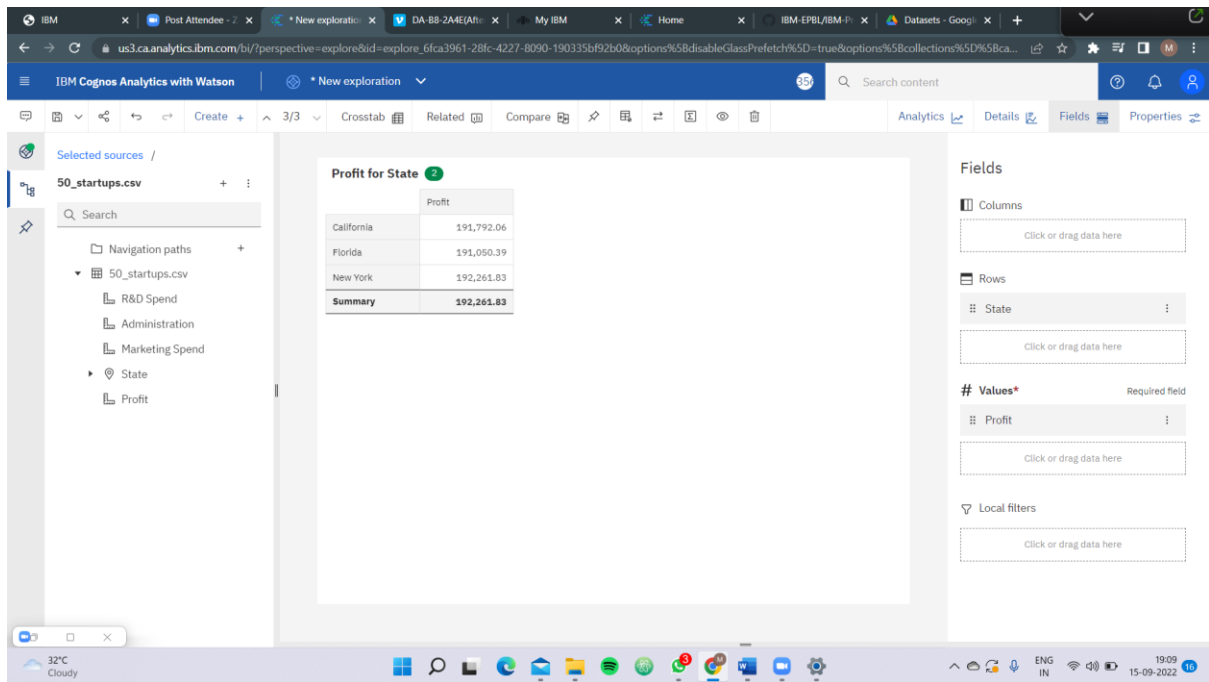 IBM
Post Attendee - Z
* New exploratio
DA-B8-2A4E(Afte
My IBM
Home
IBM-EPBL/IBM-P
Datasets - Googl
us3.ca.analytics.ibm.com/bi/?perspective=explore&id=explore_6fca3961-28fc-4227-8090-190335bf92b0&options%5BdisableGlassPrefetch%5D=true&options%5Bcollections%5D%5Bca...
M
IBM Cognos Analytics with Watson
* New exploration
Search content
Create +
3/3
Crosstab
Related
Compare
Analytics
Details
Fields
Properties
Selected sources /
50_startups.csv
Search
Navigation paths
50_startups.csv
R&D Spend
Administration
Marketing Spend
State
Profit
Profit for State 2
Profit
California 191,792.06
Florida 191,050.39
New York 192,261.83
Summary 192,261.83
Fields
Columns
Click or drag data here
Rows
State
Click or drag data here
# Values* Required field
Profit
Click or drag data here
Local filters
Click or drag data here
32°C
Cloudy
3
ENG
IN
19:09
15-09-2022
16